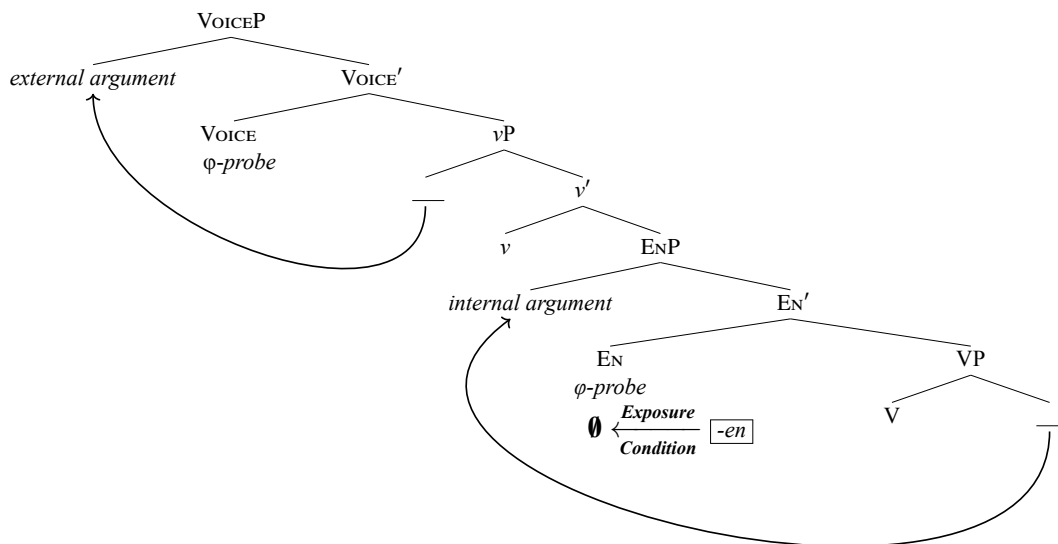 VOICEP
external argument VOICE′
VOICE vP
φ-probe
v′
v ENP
internal argument EN′
EN VP
φ-probe
V
∅ Exposure Condition -en